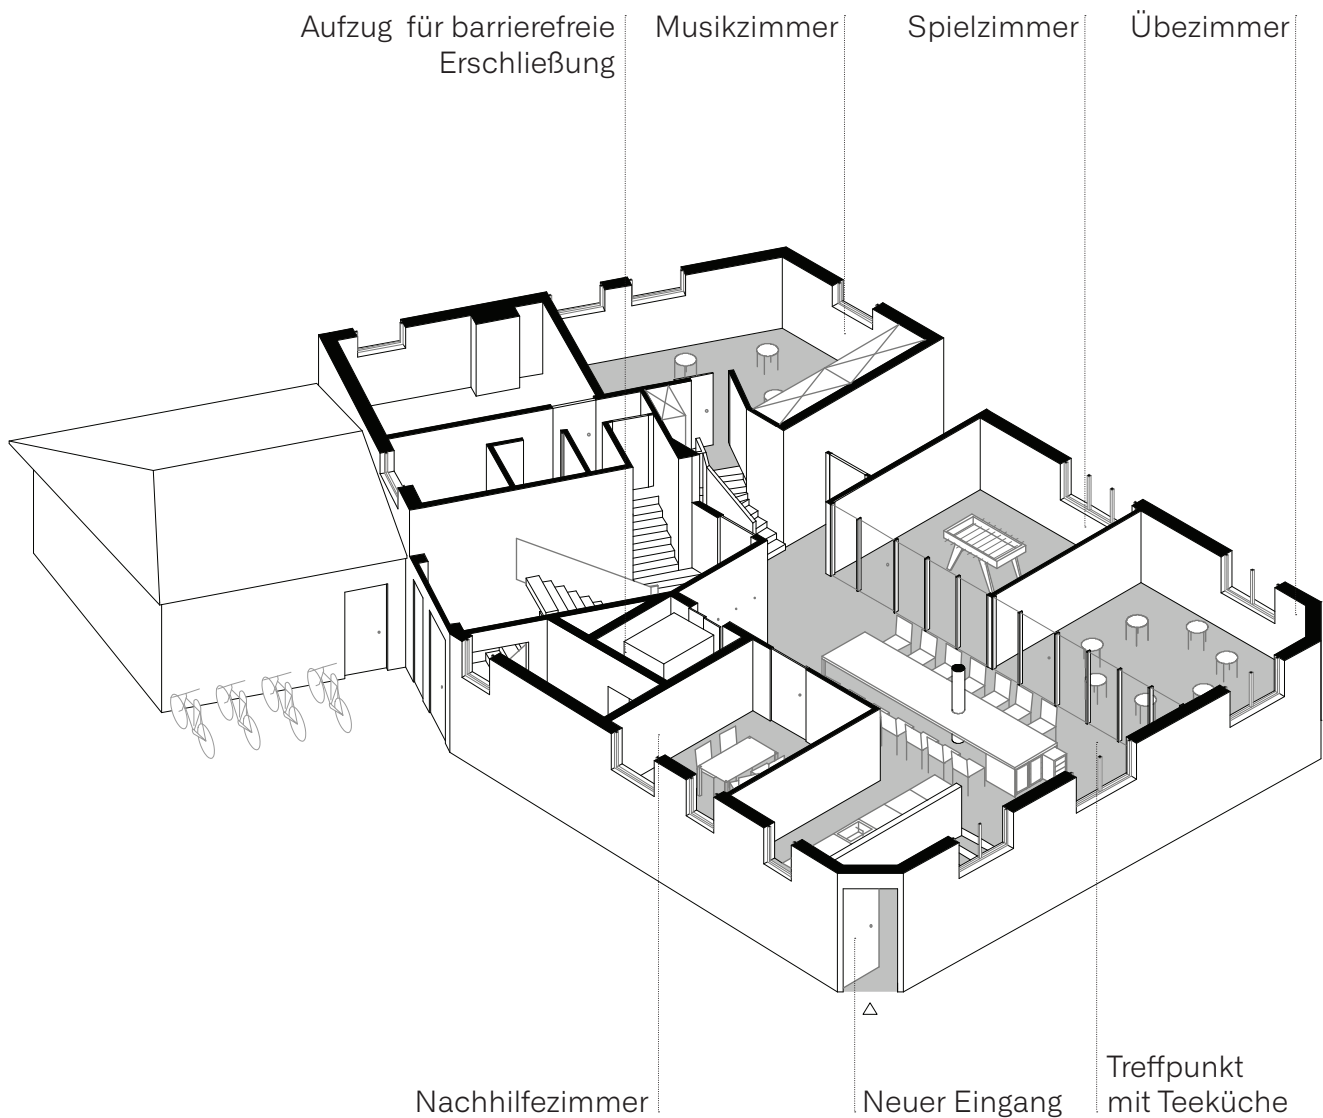 Aufzug für barrierefreie
Erschließung
Musikzimmer
Spielzimmer
Übezimmer
Nachhilfezimmer
Neuer Eingang
Treffpunkt
mit Teeküche